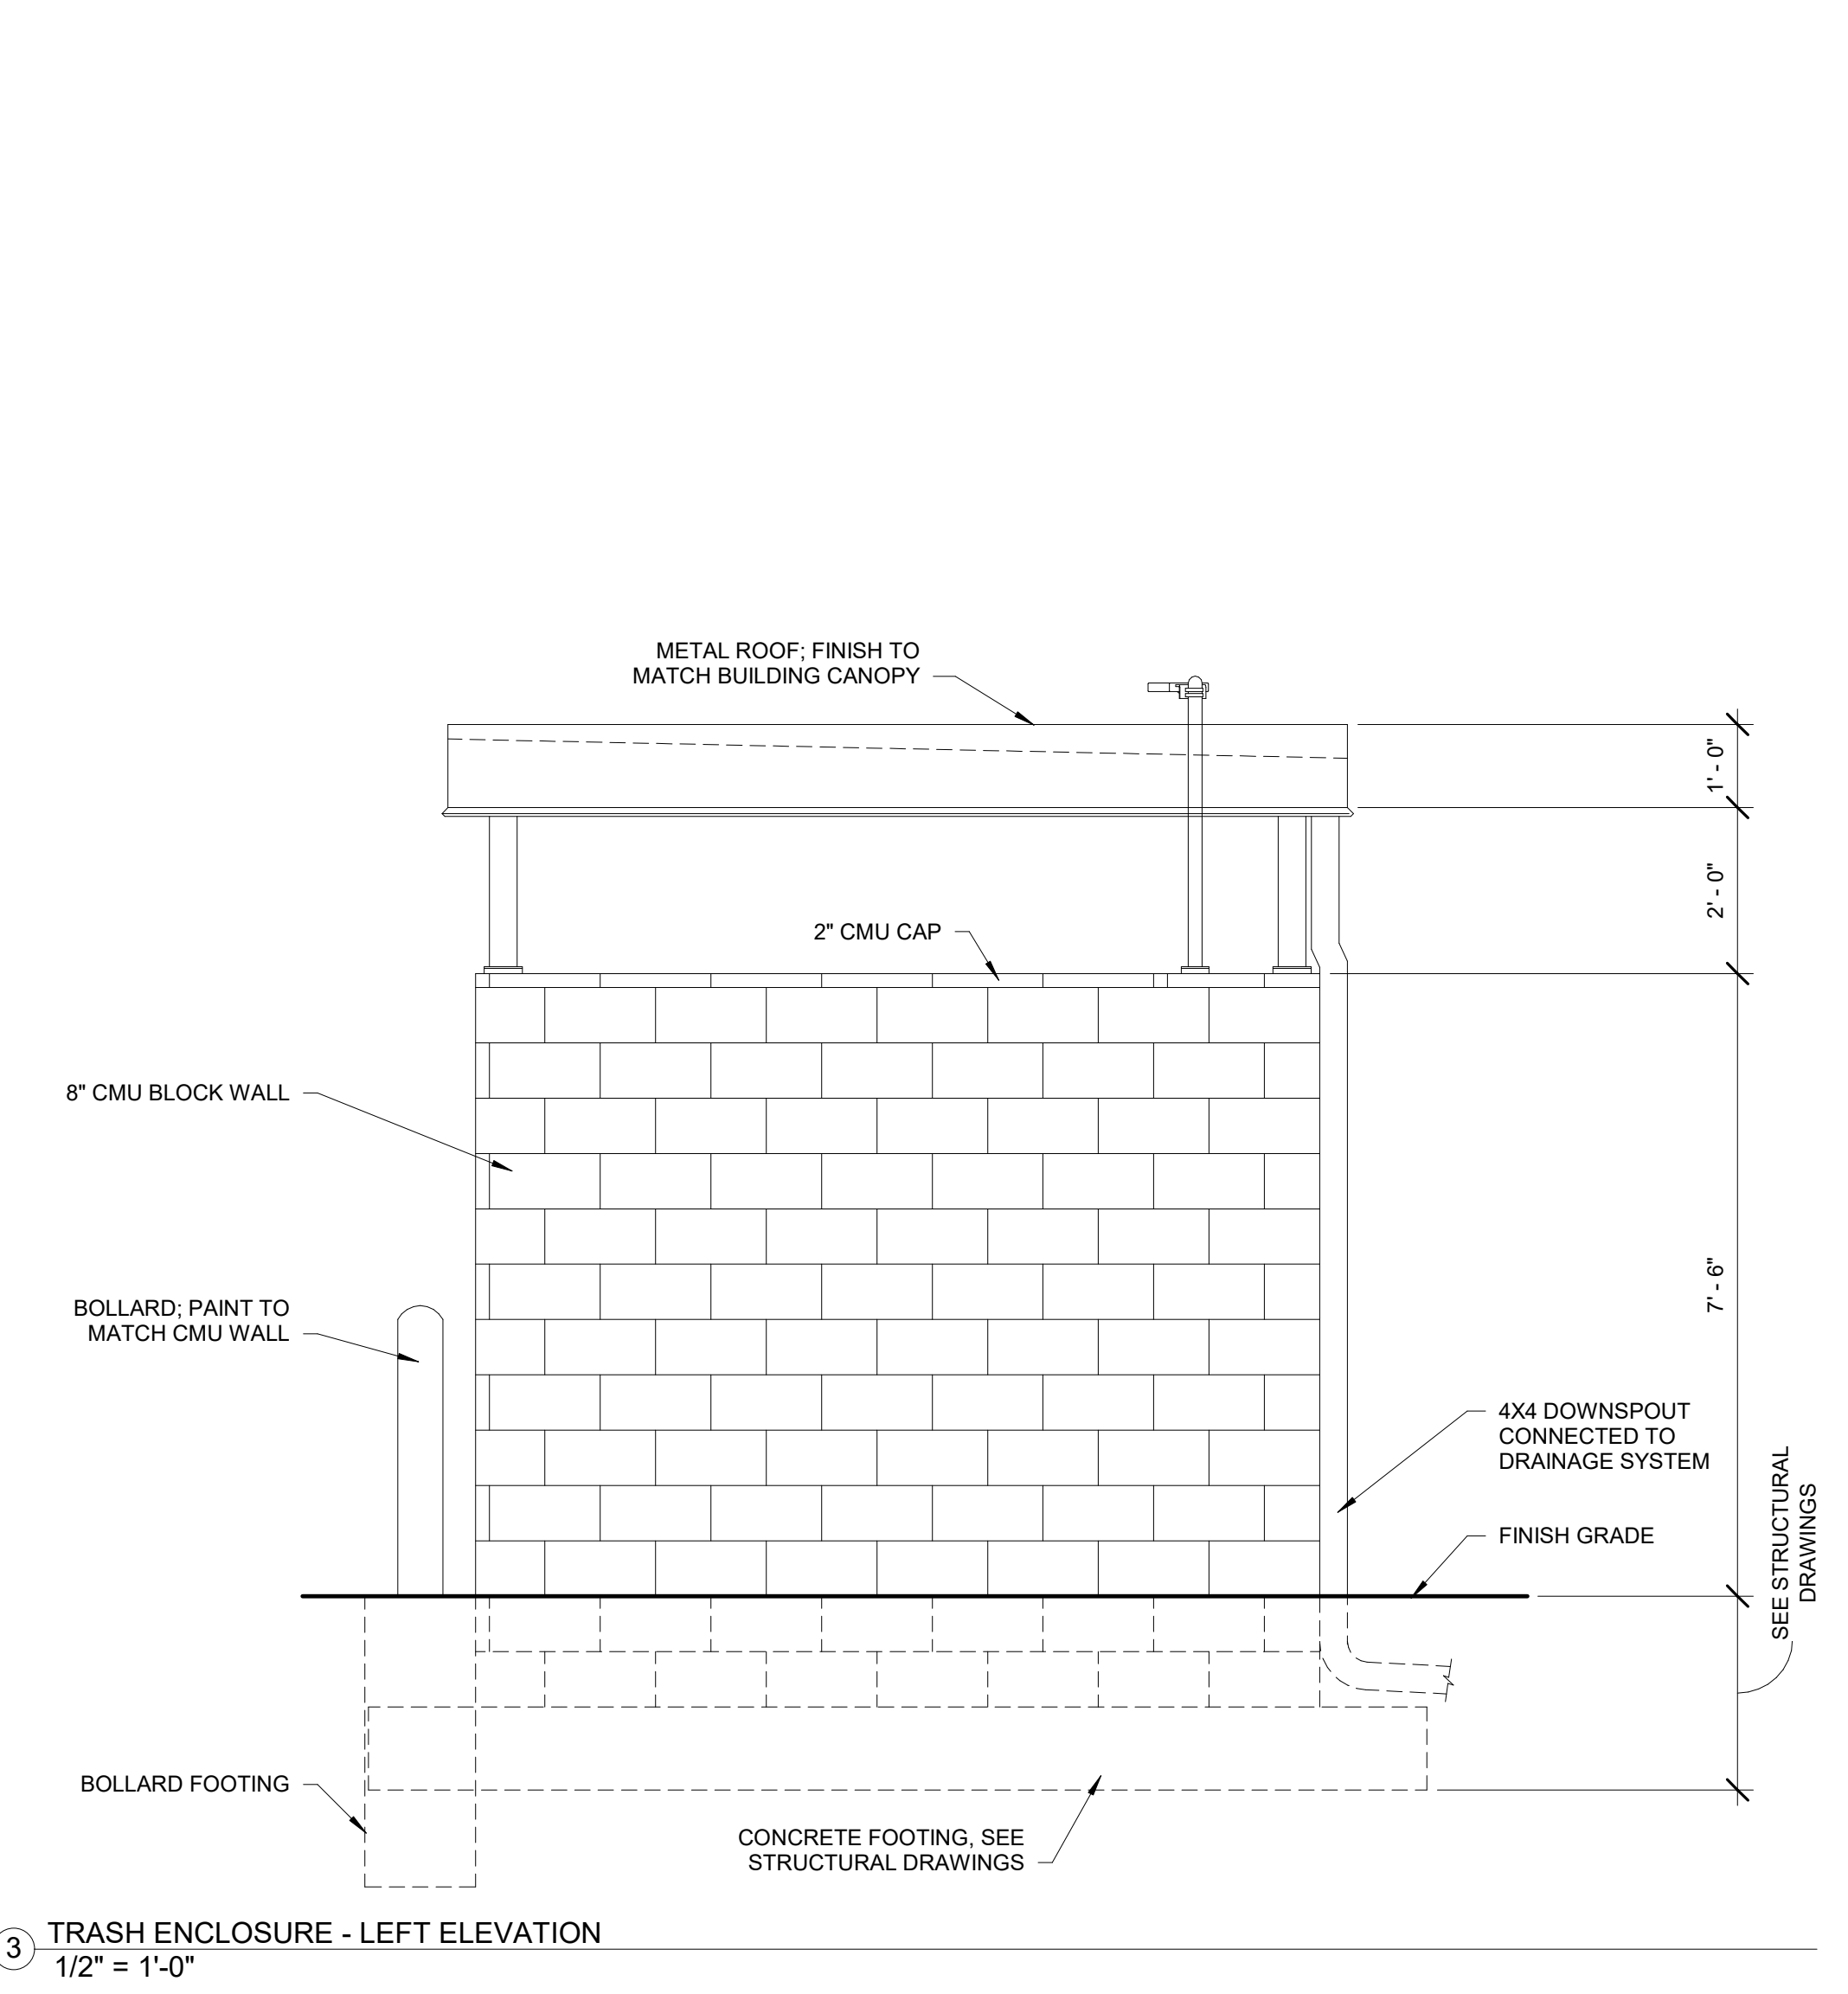 METAL ROOF; FINISH TO
MATCH BUILDING CANOPY
1' - 0"
2' - 0"
2" CMU CAP
8" CMU BLOCK WALL
7' - 6"
BOLLARD; PAINT TO
MATCH CMU WALL
4X4 DOWNSPOUT
CONNECTED TO
DRAINAGE SYSTEM
SEE STRUCTURAL
DRAWINGS
FINISH GRADE
BOLLARD FOOTING
CONCRETE FOOTING, SEE
STRUCTURAL DRAWINGS
3
TRASH ENCLOSURE - LEFT ELEVATION
1/2" = 1'-0"